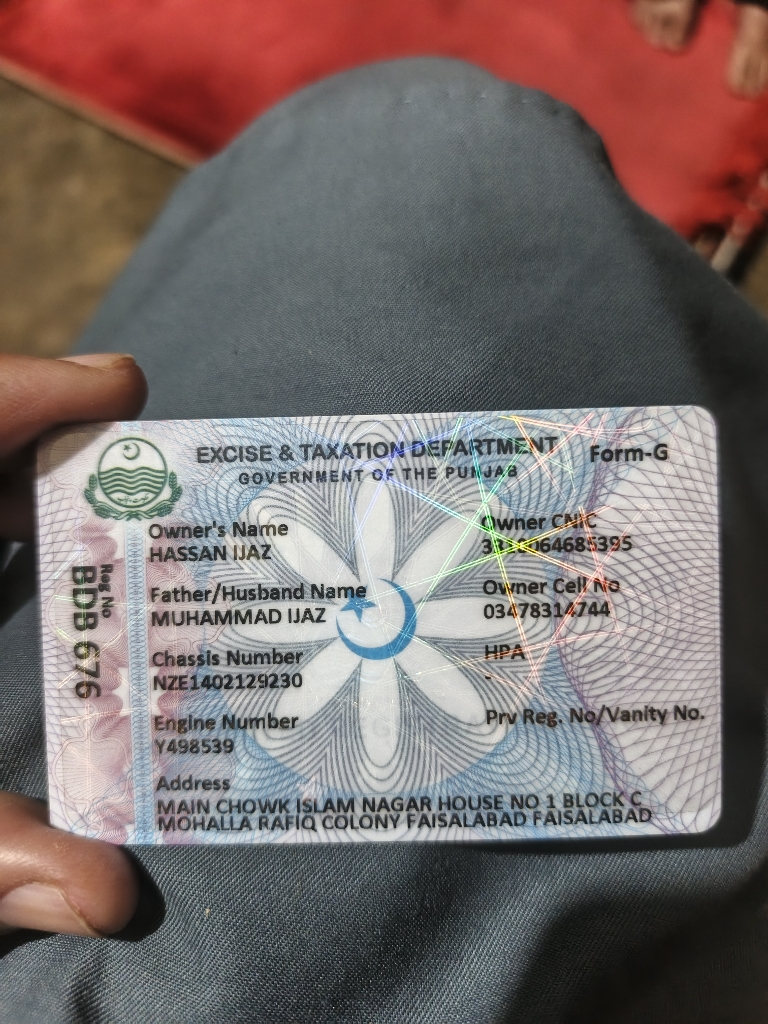 EXCISE & TAXATION DEPARTMENT
GOVERNMENT OF THE PUNJAB
Form-G
Reg No
BDB 676
Owner's Name
HASSAN IJAZ
Owner CNIC
Father/Husband Name
MUHAMMAD IJAZ
Owner Cell No
03478314744
Chassis Number
NZE1402129230
HPA
-
Engine Number
Y498539
Prv Reg. No/Vanity No.
Address
MAIN CHOWK ISLAM NAGAR HOUSE NO 1 BLOCK C
MOHALLA RAFIQ COLONY FAISALABAD FAISALABAD